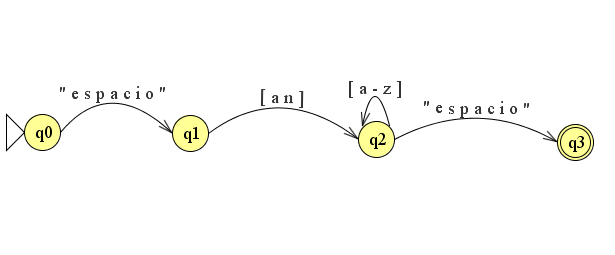 "espacio"
[an]
[a-z]
"espacio"
q0
q1
q2
q3